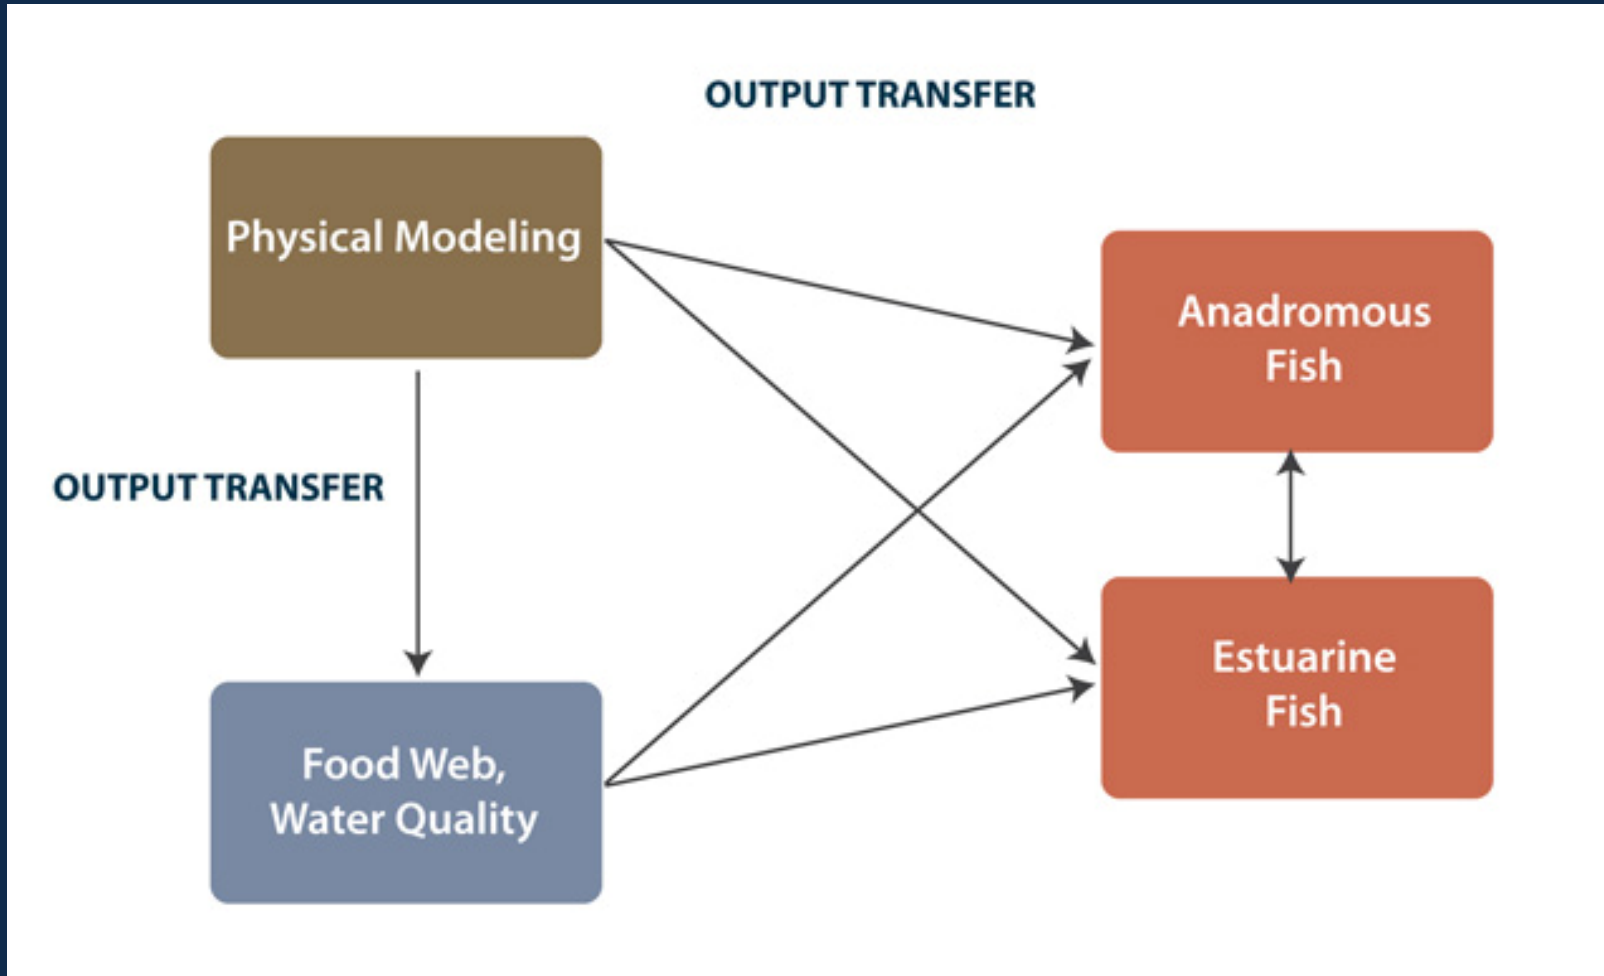 OUTPUT TRANSFER
Physical Modeling
Anadromous
Fish
OUTPUT TRANSFER
Estuarine
Fish
Food Web,
Water Quality